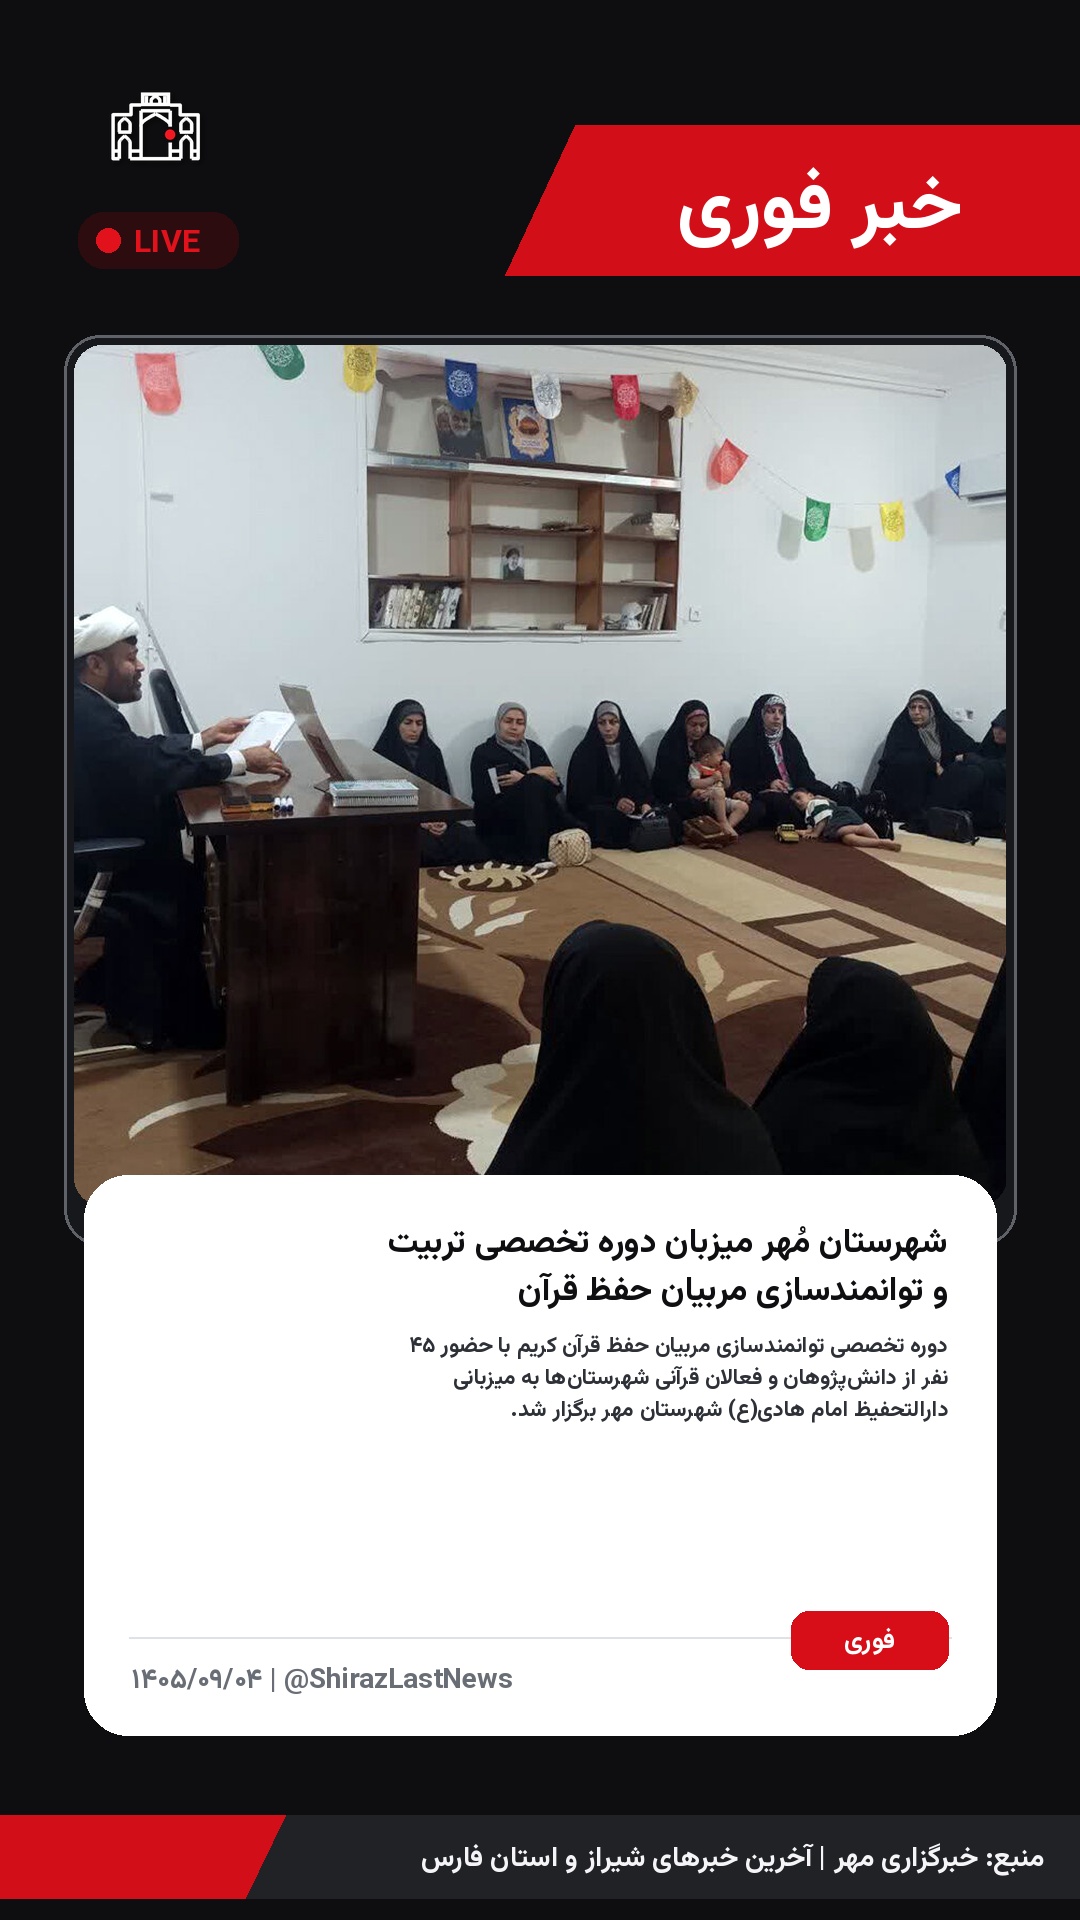 خبر فوری
LIVE
شهرستان مُهر میزبان دوره تخصصی تربیت
و توانمندسازی مربیان حفظ قرآن
دوره تخصصی توانمندسازی مربیان حفظ قرآن کریم با حضور ۴۵
نفر از دانش‌پژوهان و فعالان قرآنی شهرستان‌ها به میزبانی
دارالتحفیظ امام هادی(ع) شهرستان مهر برگزار شد.
فوری
۱۴۰۵/۰۹/۰۴ | @ShirazLastNews
منبع: خبرگزاری مهر | آخرین خبرهای شیراز و استان فارس